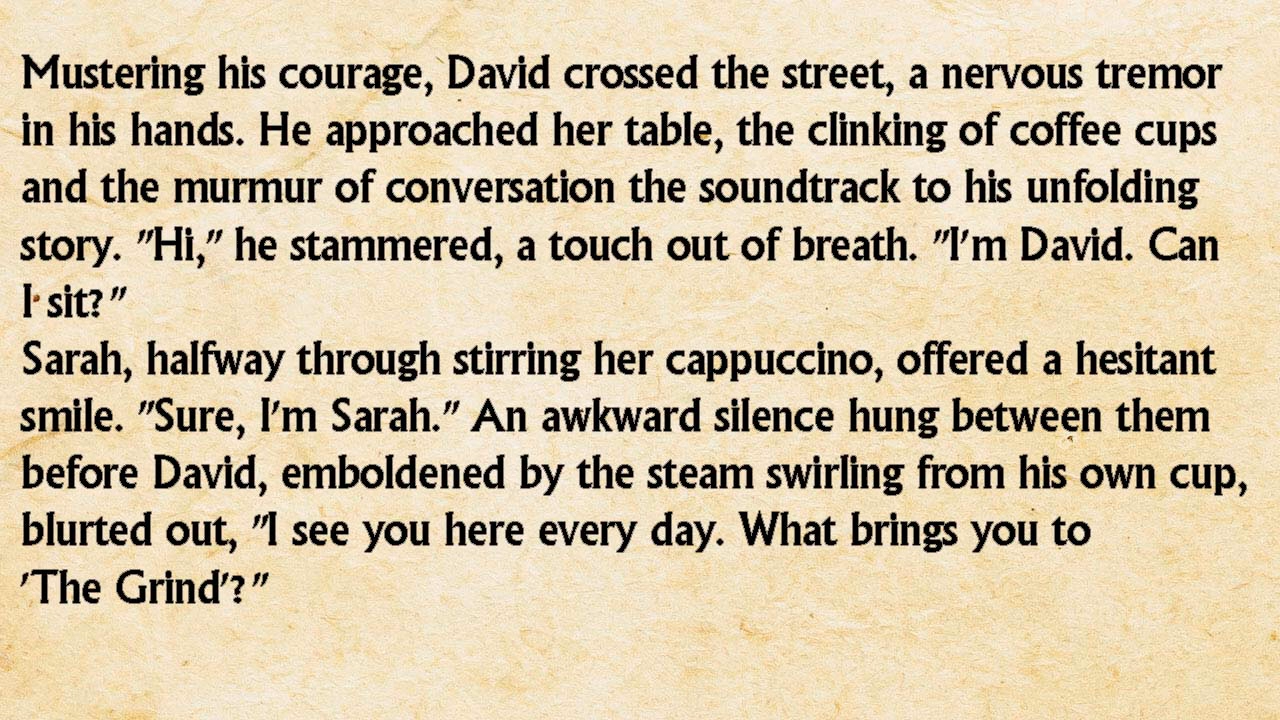 Mustering his courage, David crossed the street, a nervous tremor
in his hands. He approached her table, the clinking of coffee cups
and the murmur of conversation the soundtrack to his unfolding
story. "Hi," he stammered, a touch out of breath. "I'm David. Can
I sit?"
Sarah, halfway through stirring her cappuccino, offered a hesitant
smile. "Sure, I'm Sarah." An awkward silence hung between them
before David, emboldened by the steam swirling from his own cup,
blurted out, "I see you here every day. What brings you to
'The Grind'?"